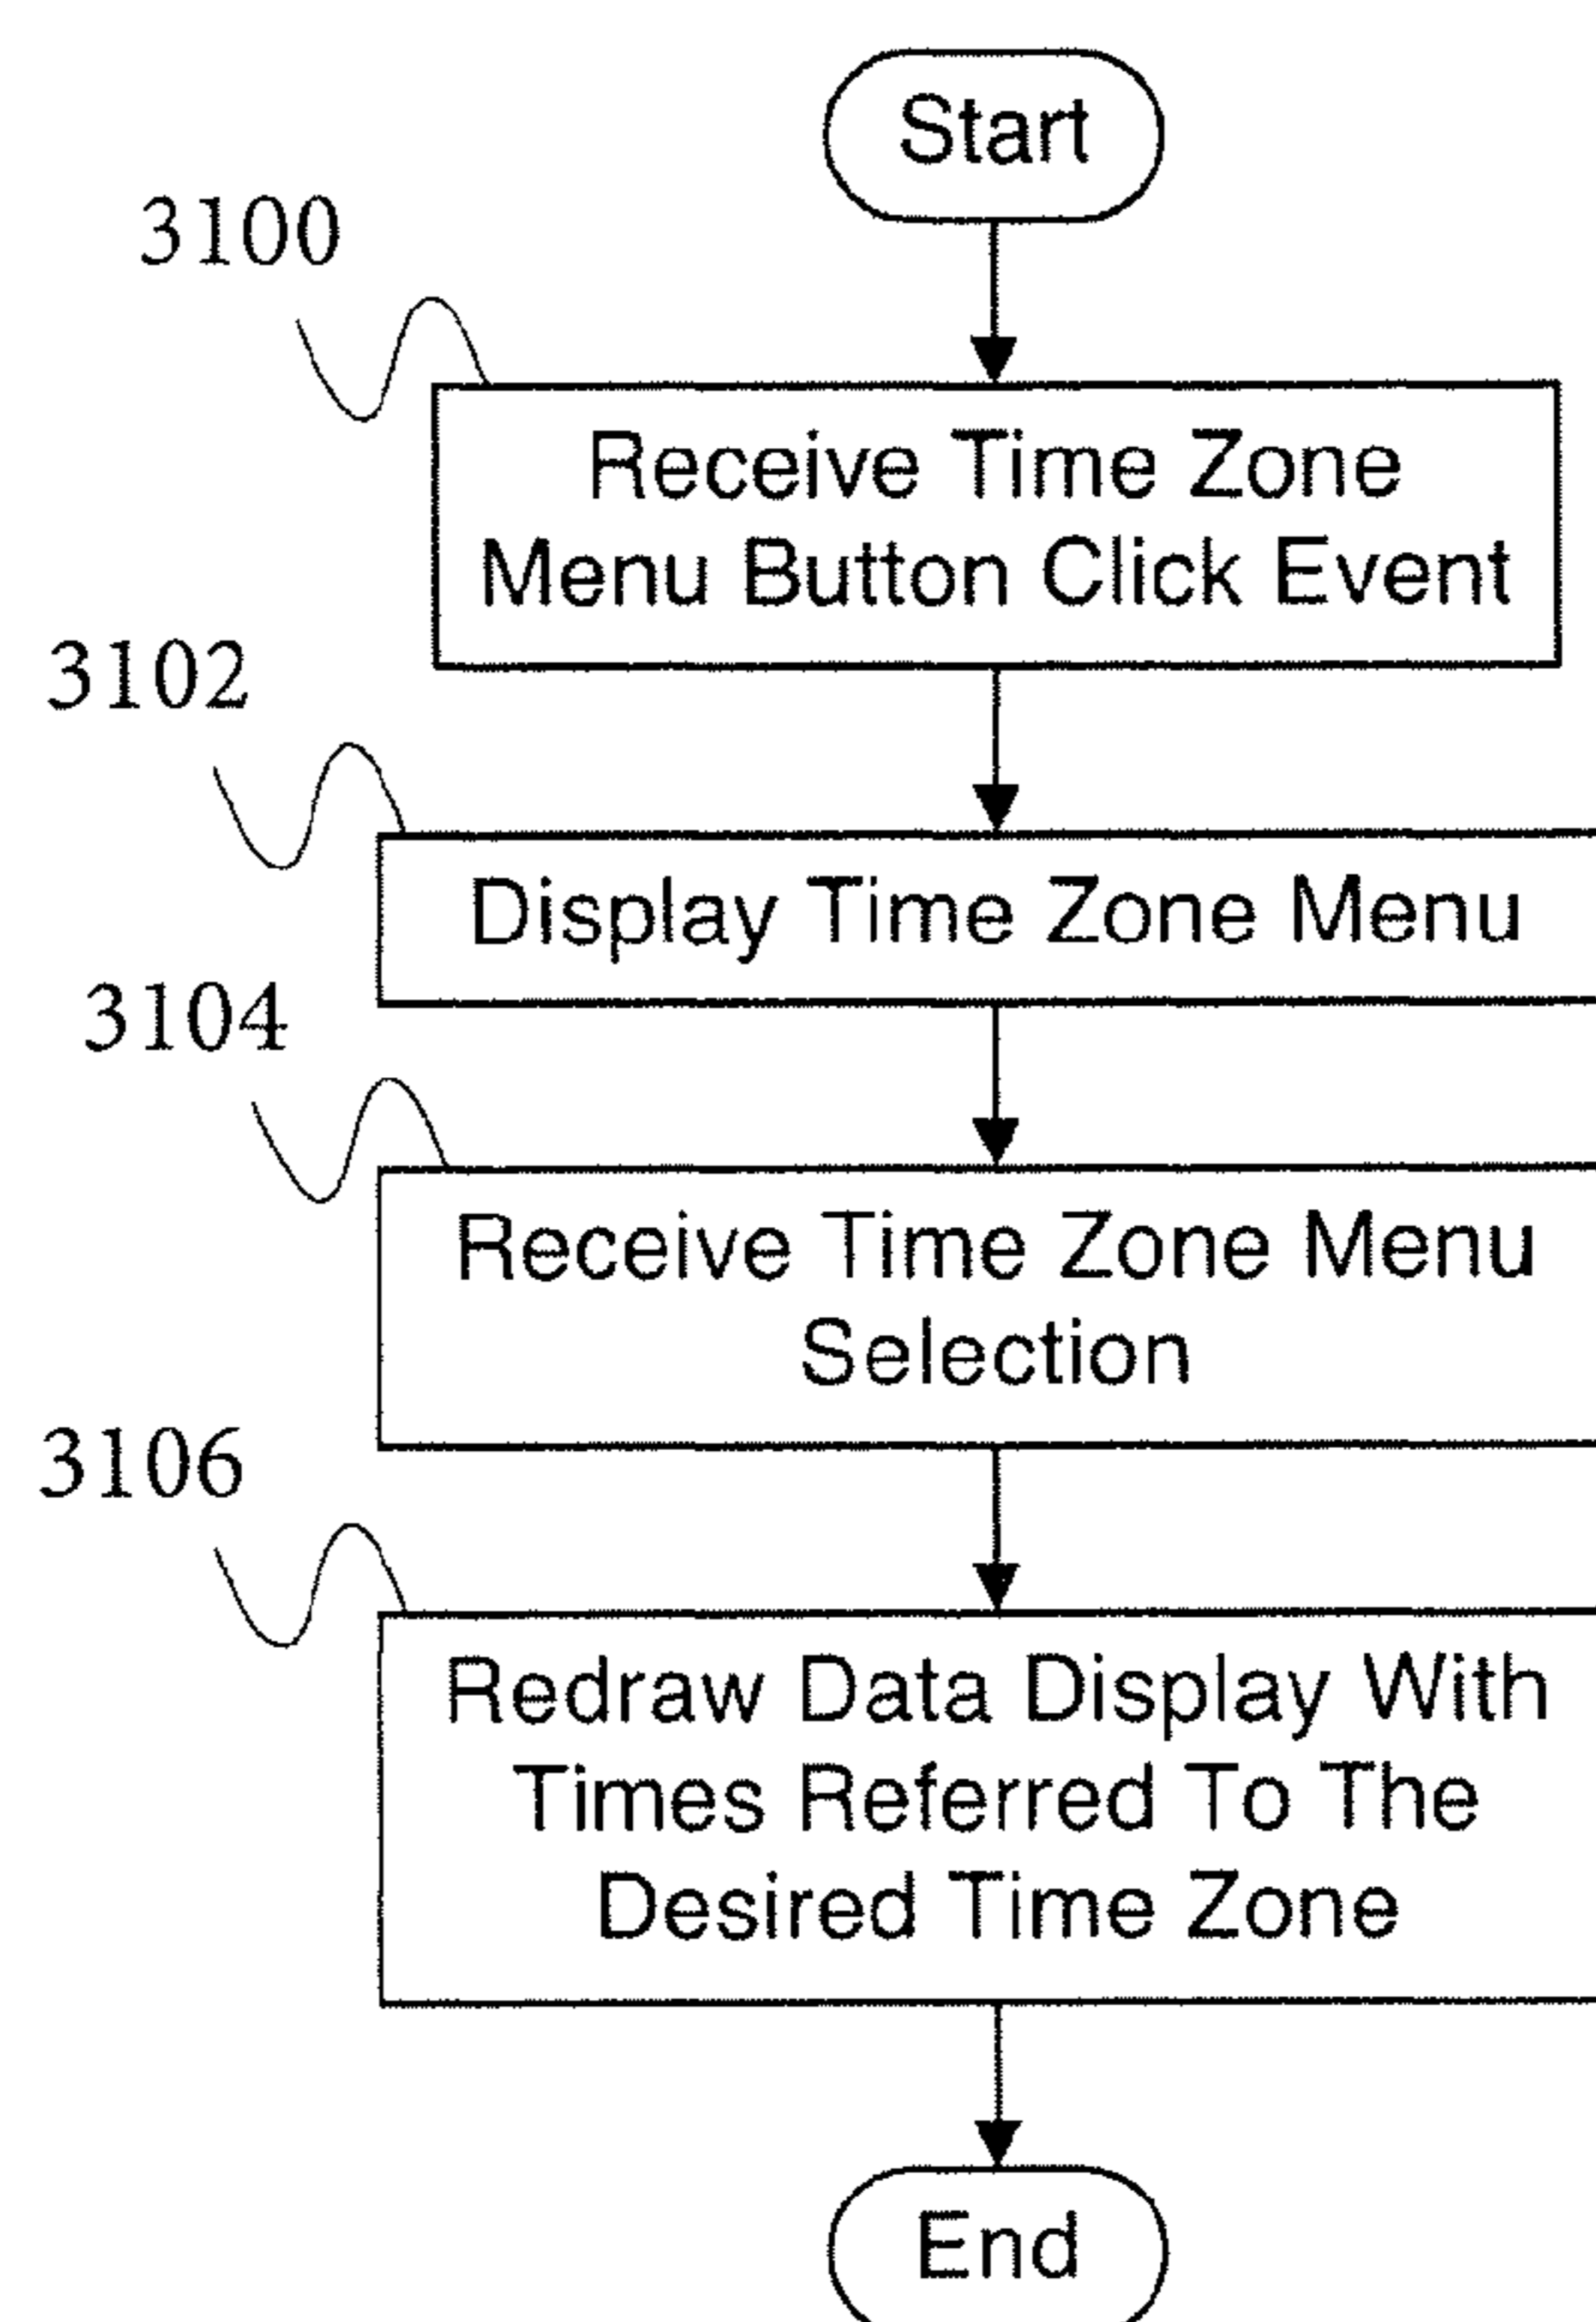 Start
3100
Receive Time Zone
Menu Button Click Event
3102
Display Time Zone Menu
3104
Receive Time Zone Menu
Selection
3106
Redraw Data Display With
Times Referred To The
Desired Time Zone
End